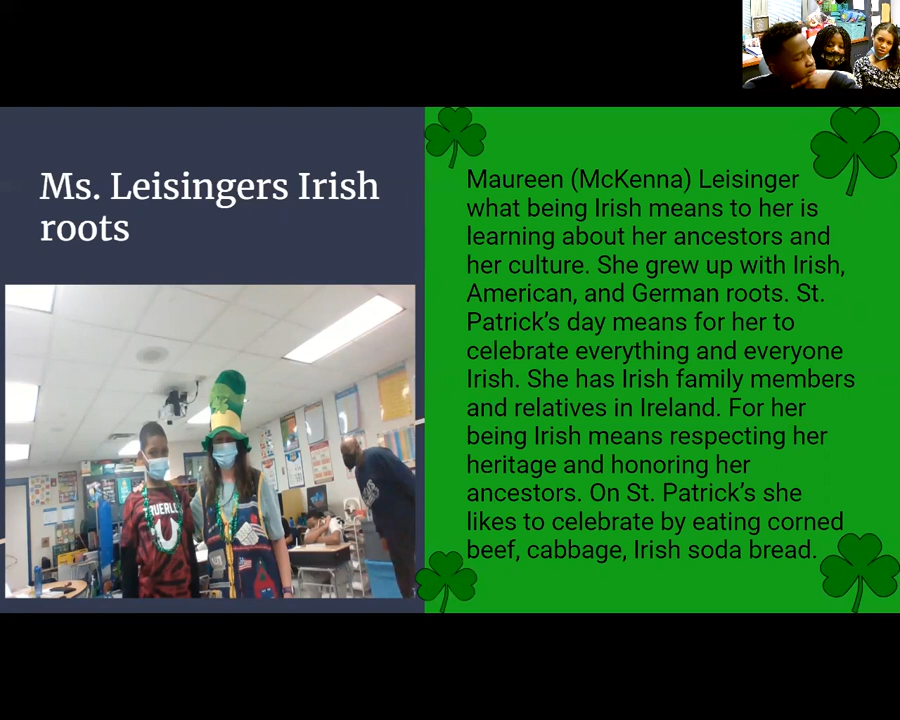 Ms. Leisingers Irish
roots
Maureen (McKenna) Leisinger
what being Irish means to her is
learning about her ancestors and
her culture. She grew up with Irish,
American, and German roots. St.
Patrick’s day means for her to
celebrate everything and everyone
Irish. She has Irish family members
and relatives in Ireland. For her
being Irish means respecting her
heritage and honoring her
ancestors. On St. Patrick’s she
likes to celebrate by eating corned
beef, cabbage, Irish soda bread.